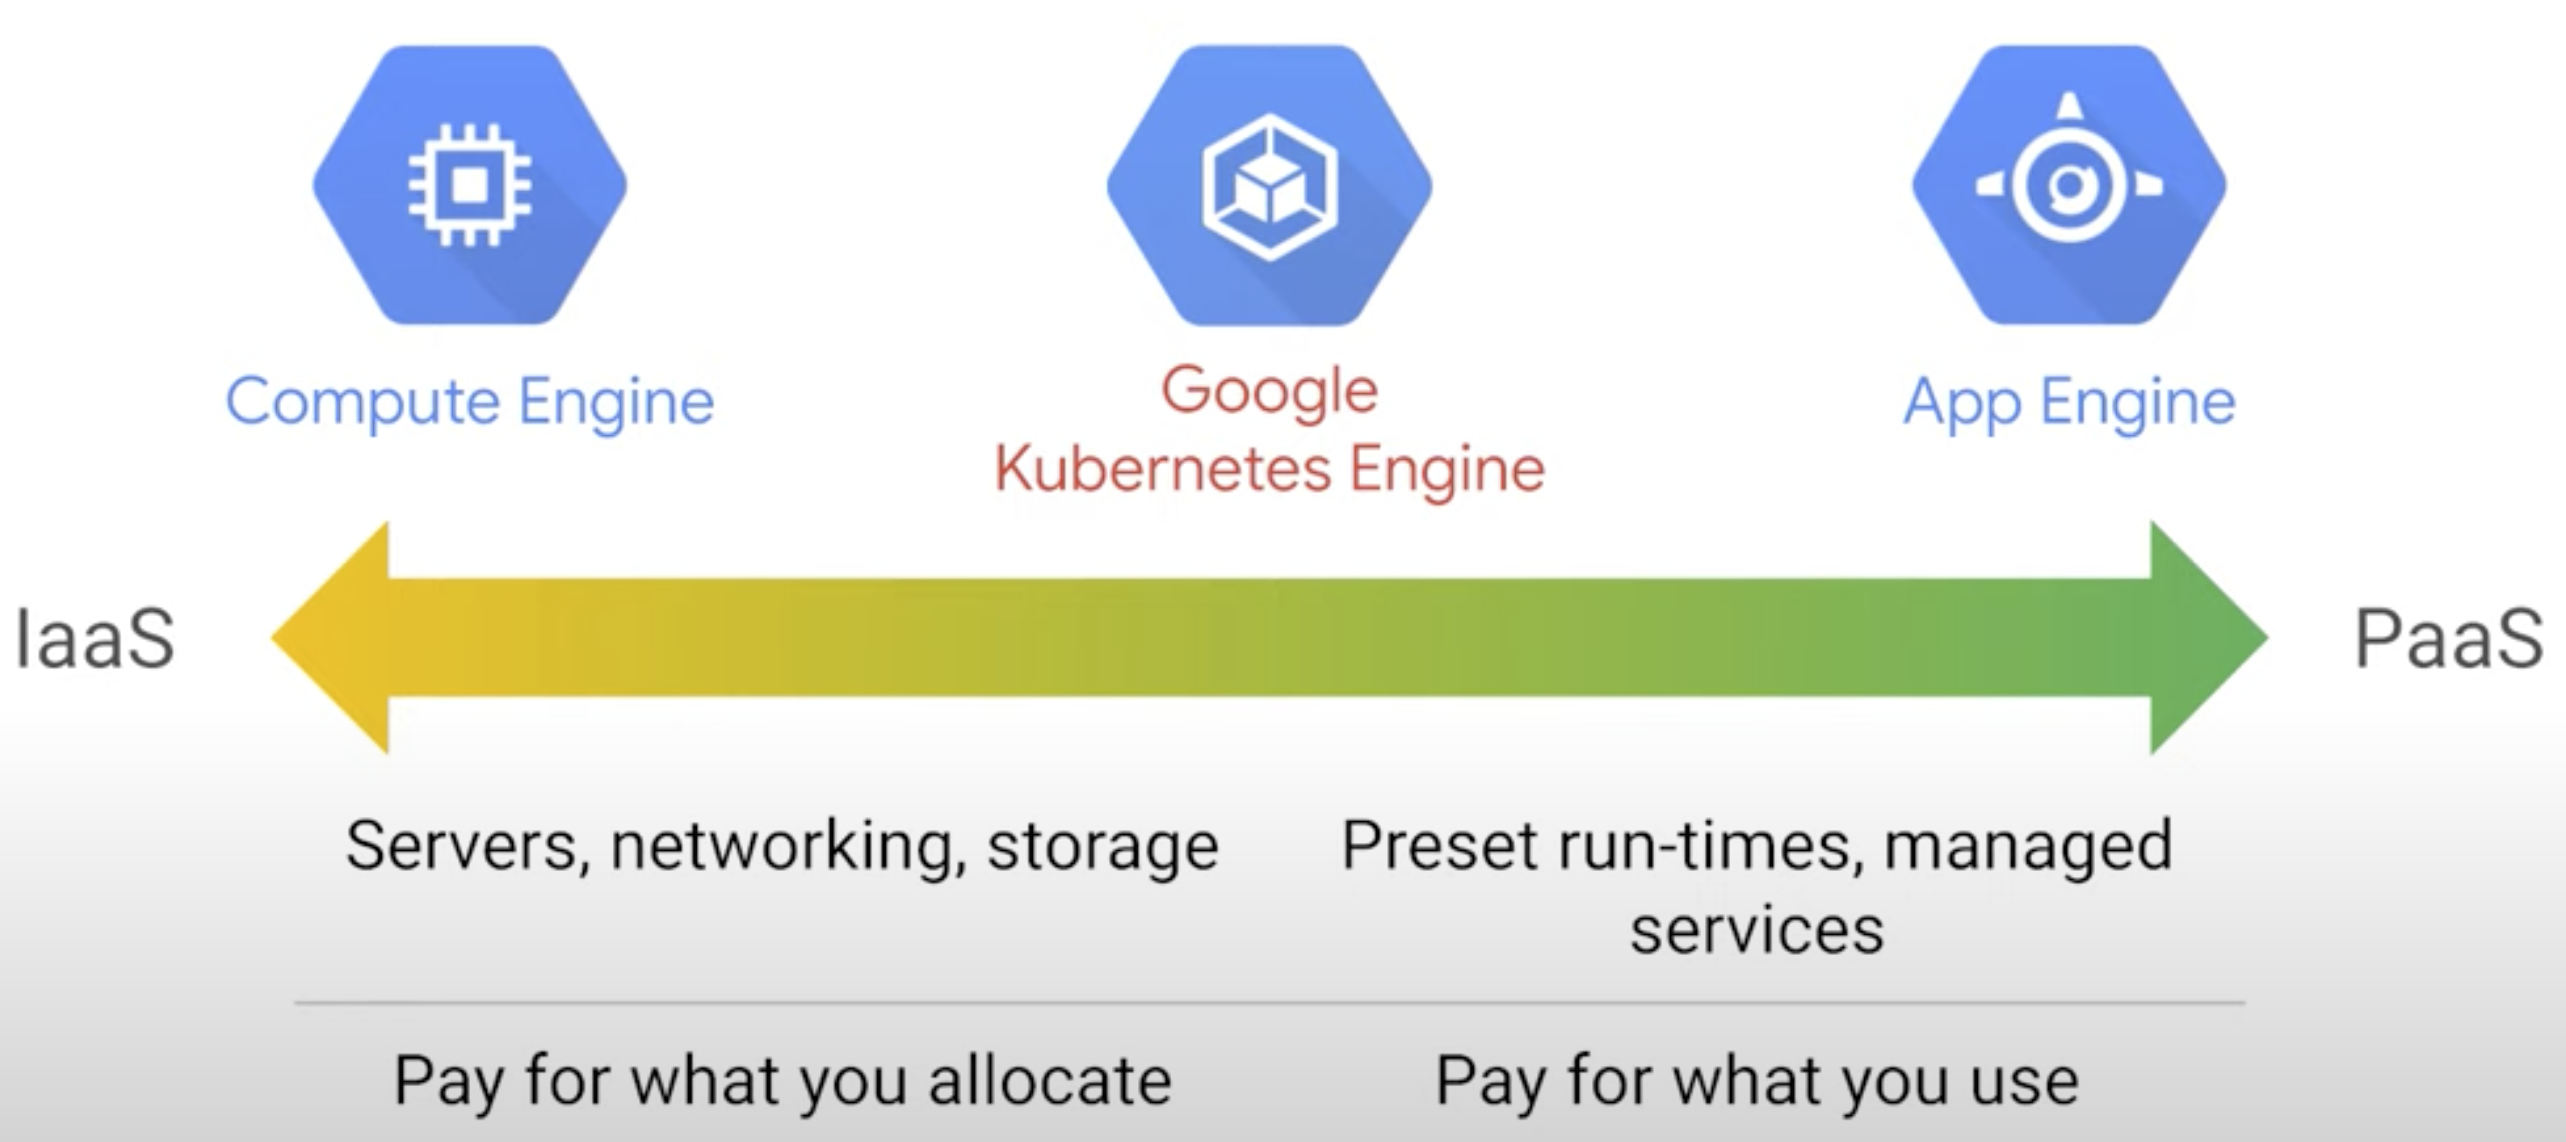 Compute Engine
Google
Kubernetes Engine
App Engine
IaaS
PaaS
Servers, networking, storage
Preset run-times, managed
services
Pay for what you allocate
Pay for what you use